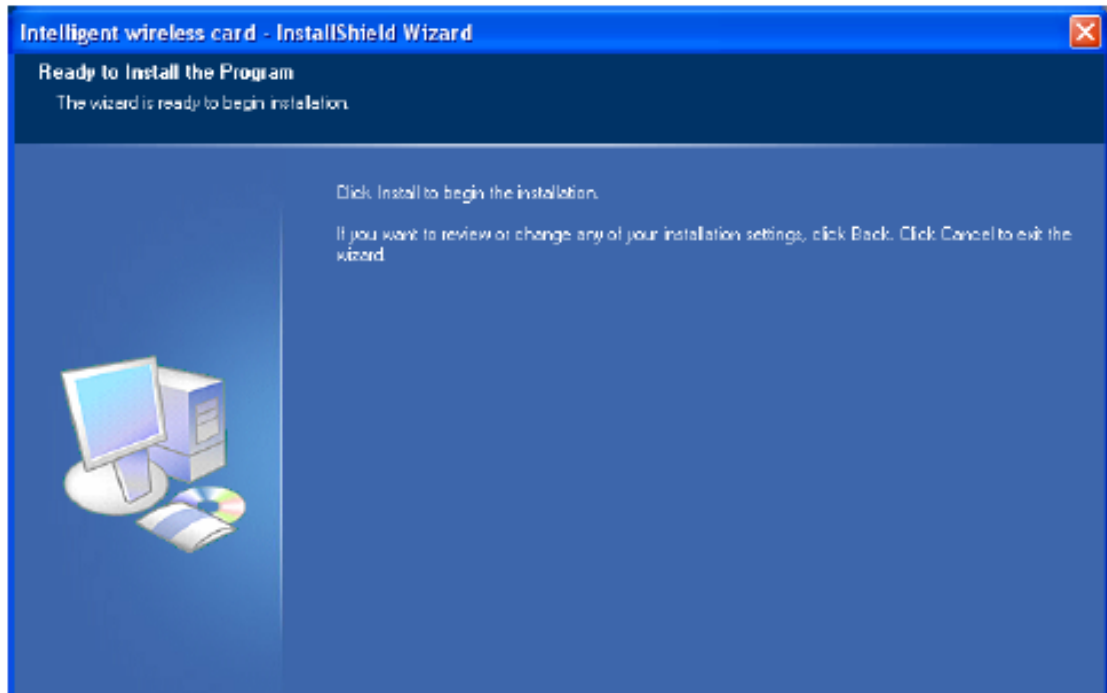 Intelligent wireless card - InstallShield Wizard
Ready to Install the Program
The wizard is ready to begin installation.
Click Install to begin the installation.
If you want to review or change any of your installation settings, click Back. Click Cancel to exit the
wizard.